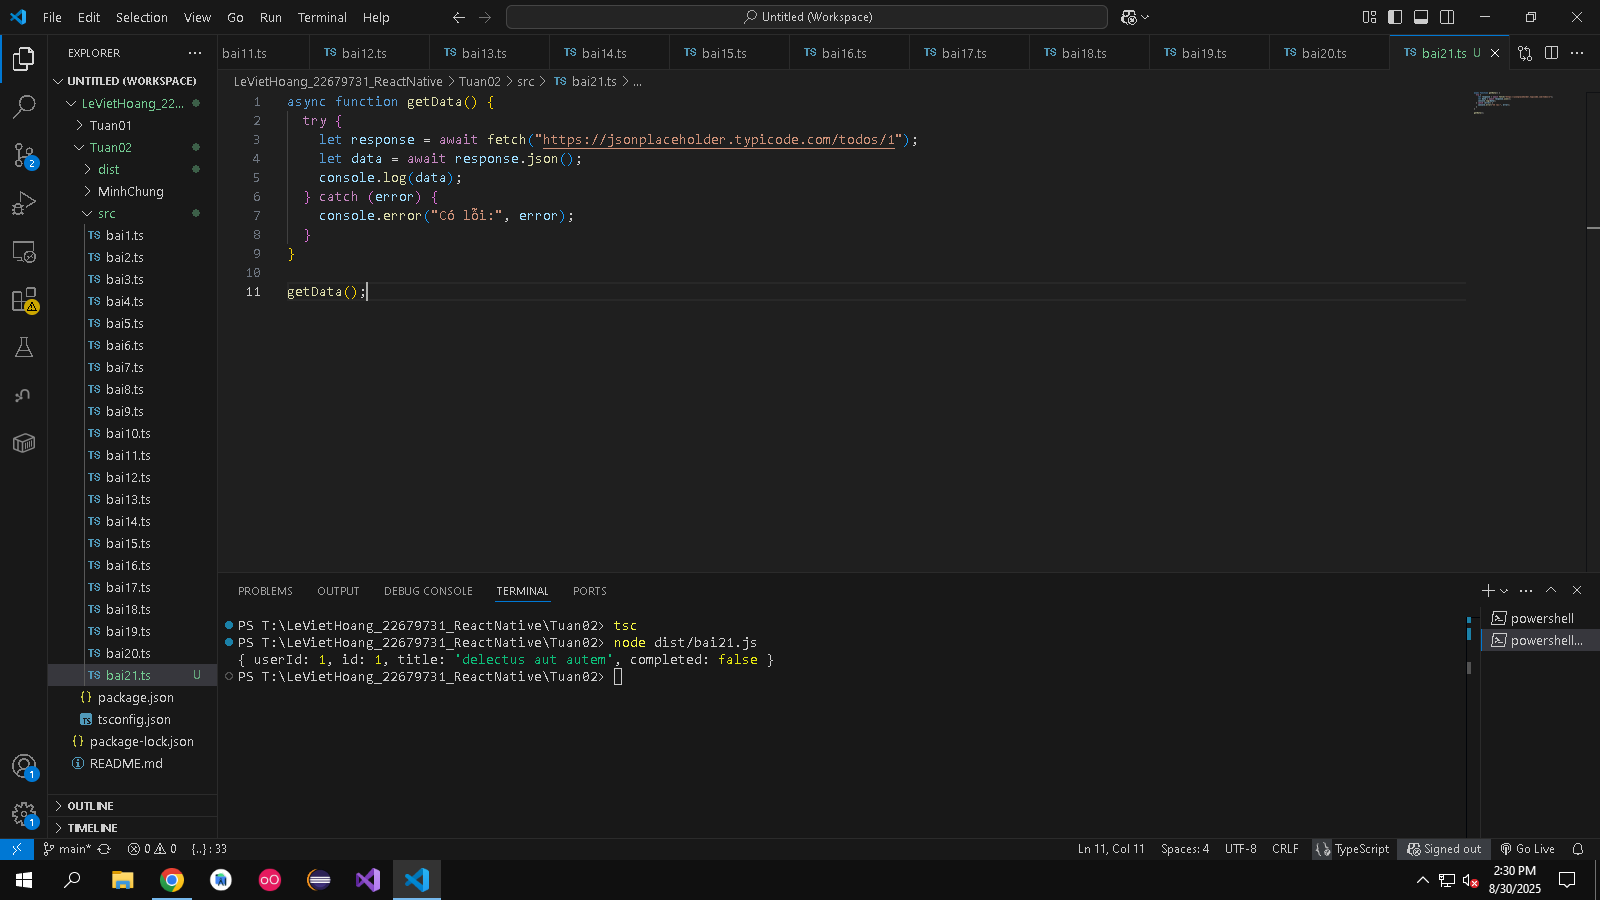 File Edit Selection View Go Run Terminal Help
Untitled (Workspace)
EXPLORER
bai11.ts
TS bai12.ts
TS bai13.ts
TS bai14.ts
TS bai15.ts
TS bai16.ts
TS bai17.ts
TS bai18.ts
TS bai19.ts
TS bai20.ts
TS bai21.ts U
UNTITLED (WORKSPACE)
LeVietHoang_22...
Tuan01
Tuan02
dist
MinhChung
src
TS bai1.ts
TS bai2.ts
TS bai3.ts
TS bai4.ts
TS bai5.ts
TS bai6.ts
TS bai7.ts
TS bai8.ts
TS bai9.ts
TS bai10.ts
TS bai11.ts
TS bai12.ts
TS bai13.ts
TS bai14.ts
TS bai15.ts
TS bai16.ts
TS bai17.ts
TS bai18.ts
TS bai19.ts
TS bai20.ts
TS bai21.ts U
{} package.json
TS tsconfig.json
{} package-lock.json
README.md
OUTLINE
TIMELINE
2
1
1
LeVietHoang_22679731_ReactNative > Tuan02 > src > TS bai21.ts > ...
1 async function getData() {
2 try {
3 let response = await fetch("https://jsonplaceholder.typicode.com/todos/1");
4 let data = await response.json();
5 console.log(data);
6 } catch (error) {
7 console.error("Có lỗi:", error);
8 }
9 }
10
11 getData();
PROBLEMS OUTPUT DEBUG CONSOLE TERMINAL PORTS
PS T:\LeVietHoang_22679731_ReactNative\Tuan02> tsc
PS T:\LeVietHoang_22679731_ReactNative\Tuan02> node dist/bai21.js
{ userId: 1, id: 1, title: 'delectus aut autem', completed: false }
PS T:\LeVietHoang_22679731_ReactNative\Tuan02>
powershell
powershell...
main* 0 0 {..} : 33
Ln 11, Col 11 Spaces: 4 UTF-8 CRLF TypeScript Signed out Go Live
2:30 PM
8/30/2025